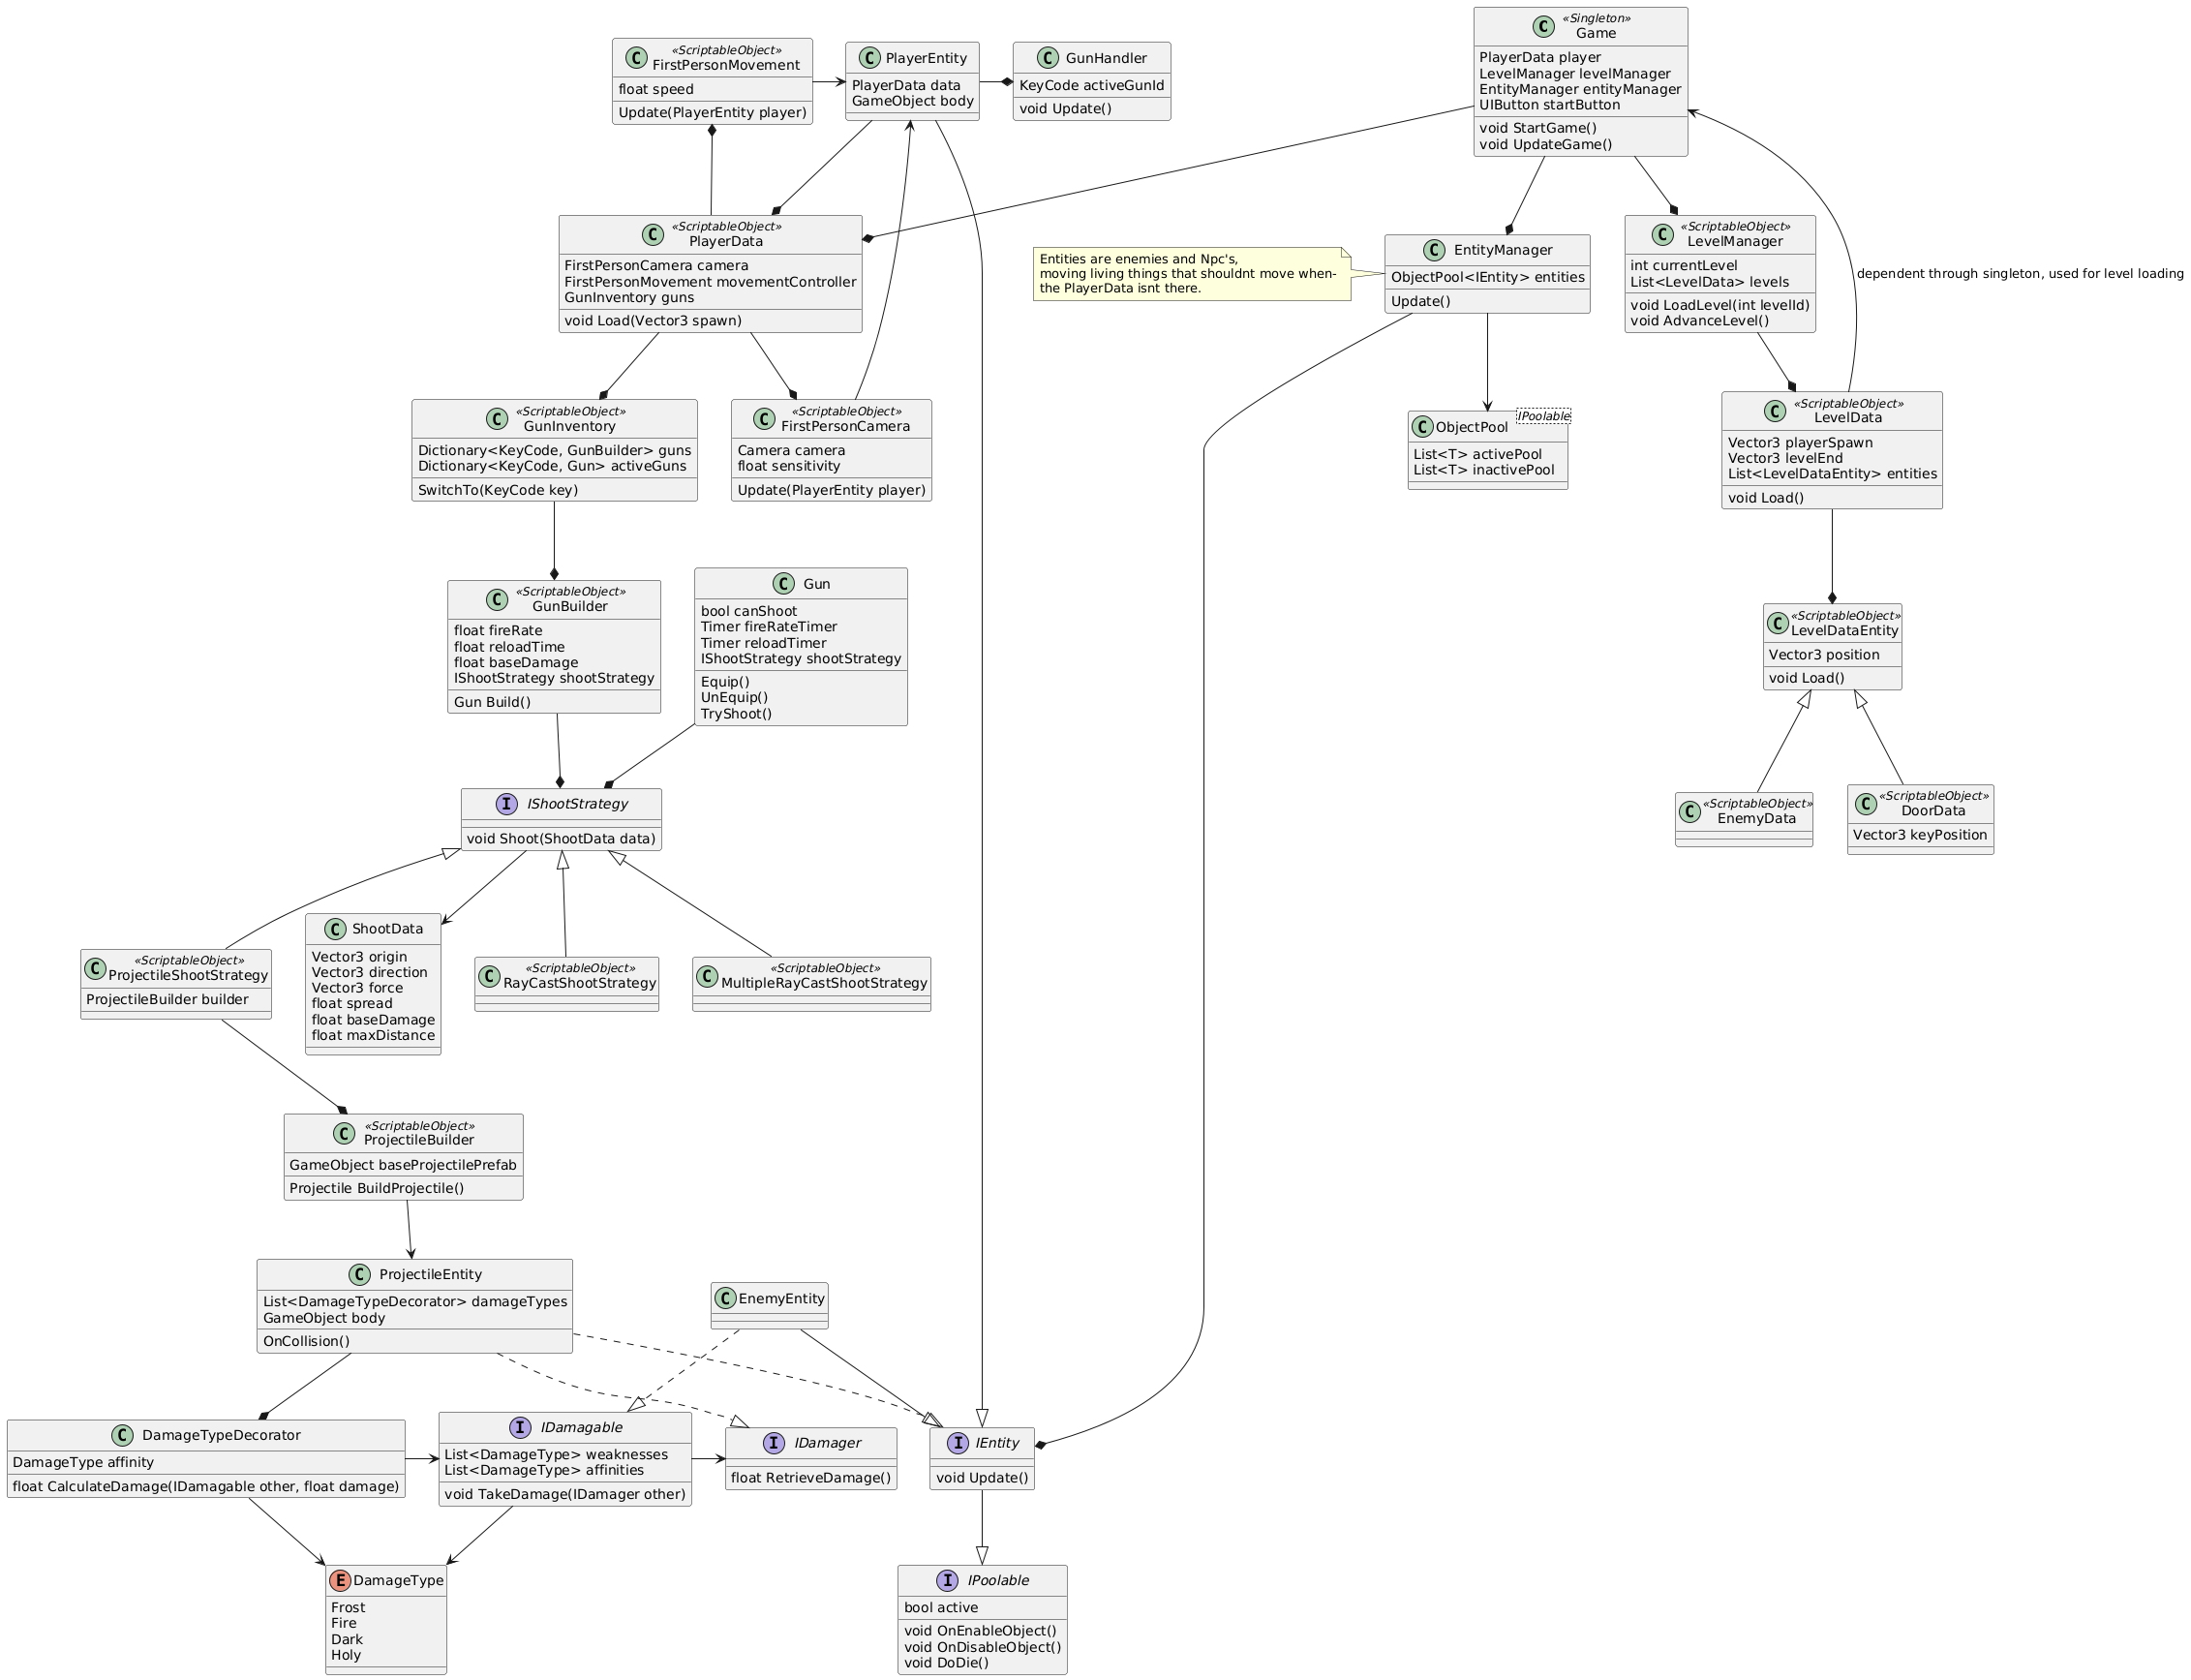 «Singleton»
Game
PlayerData player
LevelManager levelManager
EntityManager entityManager
UIButton startButton
void StartGame()
void UpdateGame()
«ScriptableObject»
FirstPersonMovement
float speed
Update(PlayerEntity player)
PlayerEntity
PlayerData data
GameObject body
GunHandler
KeyCode activeGunId
void Update()
«ScriptableObject»
PlayerData
FirstPersonCamera camera
FirstPersonMovement movementController
GunInventory guns
void Load(Vector3 spawn)
Entities are enemies and Npc's,
moving living things that shouldnt move when-
the PlayerData isnt there.
EntityManager
ObjectPool<IEntity> entities
Update()
«ScriptableObject»
LevelManager
int currentLevel
List<LevelData> levels
void LoadLevel(int levelId)
void AdvanceLevel()
dependent through singleton, used for level loading
«ScriptableObject»
GunInventory
Dictionary<KeyCode, GunBuilder> guns
Dictionary<KeyCode, Gun> activeGuns
SwitchTo(KeyCode key)
«ScriptableObject»
FirstPersonCamera
Camera camera
float sensitivity
Update(PlayerEntity player)
ObjectPool
IPoolable
List<T> activePool
List<T> inactivePool
«ScriptableObject»
LevelData
Vector3 playerSpawn
Vector3 levelEnd
List<LevelDataEntity> entities
void Load()
«ScriptableObject»
GunBuilder
float fireRate
float reloadTime
float baseDamage
IShootStrategy shootStrategy
Gun Build()
Gun
bool canShoot
Timer fireRateTimer
Timer reloadTimer
IShootStrategy shootStrategy
Equip()
UnEquip()
TryShoot()
«ScriptableObject»
LevelDataEntity
Vector3 position
void Load()
IShootStrategy
void Shoot(ShootData data)
«ScriptableObject»
EnemyData
«ScriptableObject»
DoorData
Vector3 keyPosition
«ScriptableObject»
ProjectileShootStrategy
ProjectileBuilder builder
ShootData
Vector3 origin
Vector3 direction
Vector3 force
float spread
float baseDamage
float maxDistance
«ScriptableObject»
RayCastShootStrategy
«ScriptableObject»
MultipleRayCastShootStrategy
«ScriptableObject»
ProjectileBuilder
GameObject baseProjectilePrefab
Projectile BuildProjectile()
ProjectileEntity
List<DamageTypeDecorator> damageTypes
GameObject body
OnCollision()
EnemyEntity
DamageTypeDecorator
DamageType affinity
float CalculateDamage(IDamagable other, float damage)
IDamagable
List<DamageType> weaknesses
List<DamageType> affinities
void TakeDamage(IDamager other)
IDamager
float RetrieveDamage()
IEntity
void Update()
DamageType
Frost
Fire
Dark
Holy
IPoolable
bool active
void OnEnableObject()
void OnDisableObject()
void DoDie()